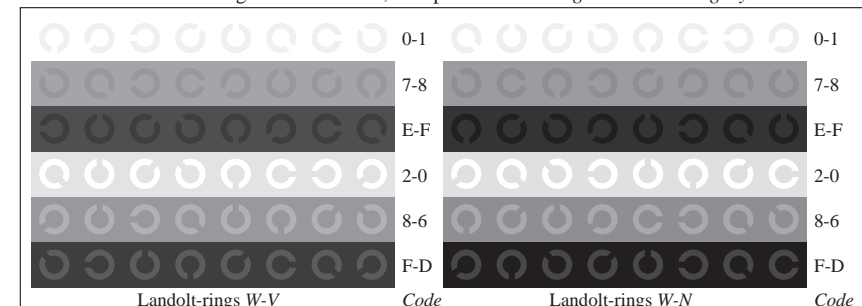 0-1 0-1
7-8 7-8
E-F E-F
2-0 2-0
8-6 8-6
F-D F-D
Landolt-rings W-V Code Landolt-rings W-N Code